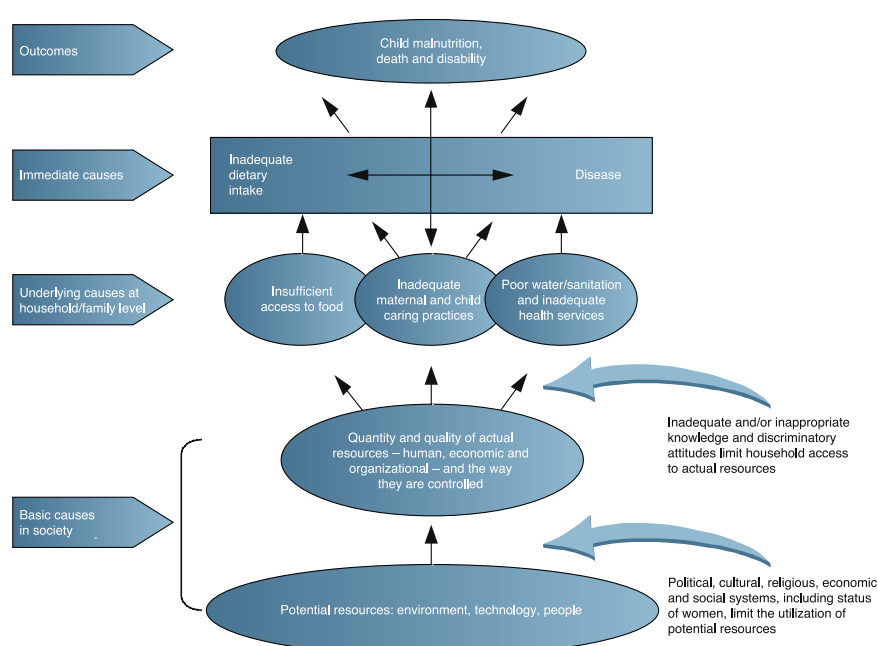 Outcomes
Child malnutrition,
death and disability
Immediate causes
Inadequate
dietary
intake
Disease
Underlying causes at
household/family level
Insufficient
access to food
Inadequate
maternal and child
caring practices
Poor water/sanitation
and inadequate
health services
Inadequate and/or inappropriate
knowledge and discriminatory
attitudes limit household access
to actual resources
Quantity and quality of actual
resources – human, economic and
organizational – and the way
they are controlled
Basic causes
in society
Political, cultural, religious, economic
and social systems, including status
of women, limit the utilization of
potential resources
Potential resources: environment, technology, people